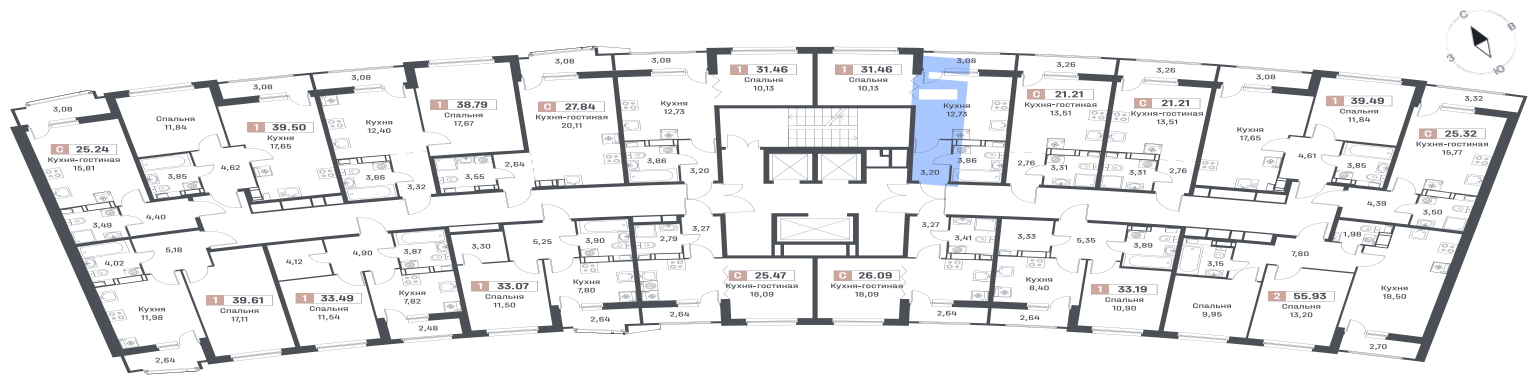 С
В
Ю
З
3,08
С 25.24
Кухня-гостиная
15,81
3,49
4,40
Спальня
11,84
3,85
4,62
3,08
1 39.50
Кухня
17,65
3,08
Кухня
12,40
3,86
3,32
1 38.79
Спальня
17,67
3,55
2,64
3,08
С 27.84
Кухня-гостиная
20,11
3,08
Кухня
12,73
3,86
3,20
1 31.46
Спальня
10,13
1 31.46
Спальня
10,13
3,08
Кухня
12,73
3,86
3,20
3,26
С 21.21
Кухня-гостиная
13,51
2,76
3,31
3,26
С 21.21
Кухня-гостиная
13,51
3,31
2,76
3,08
Кухня
17,65
4,61
1 39.49
Спальня
11,84
3,85
3,32
С 25.32
Кухня-гостиная
15,77
4,39
3,50
4,02
5,18
Кухня
11,98
2,64
1 39.61
Спальня
17,11
4,12
4,90
1 33.49
Спальня
11,54
3,87
Кухня
7,82
2,48
3,30
5,25
1 33.07
Спальня
11,50
3,90
Кухня
7,80
2,64
2,79
3,27
2,64
С 25.47
Кухня-гостиная
18,09
С 26.09
Кухня-гостиная
18,09
3,27
3,41
2,64
3,33
5,35
Кухня
8,40
2,64
3,89
1 33.19
Спальня
10,90
3,15
Спальня
9,95
7,80
2 55.93
Спальня
13,20
1,98
Кухня
18,50
2,70